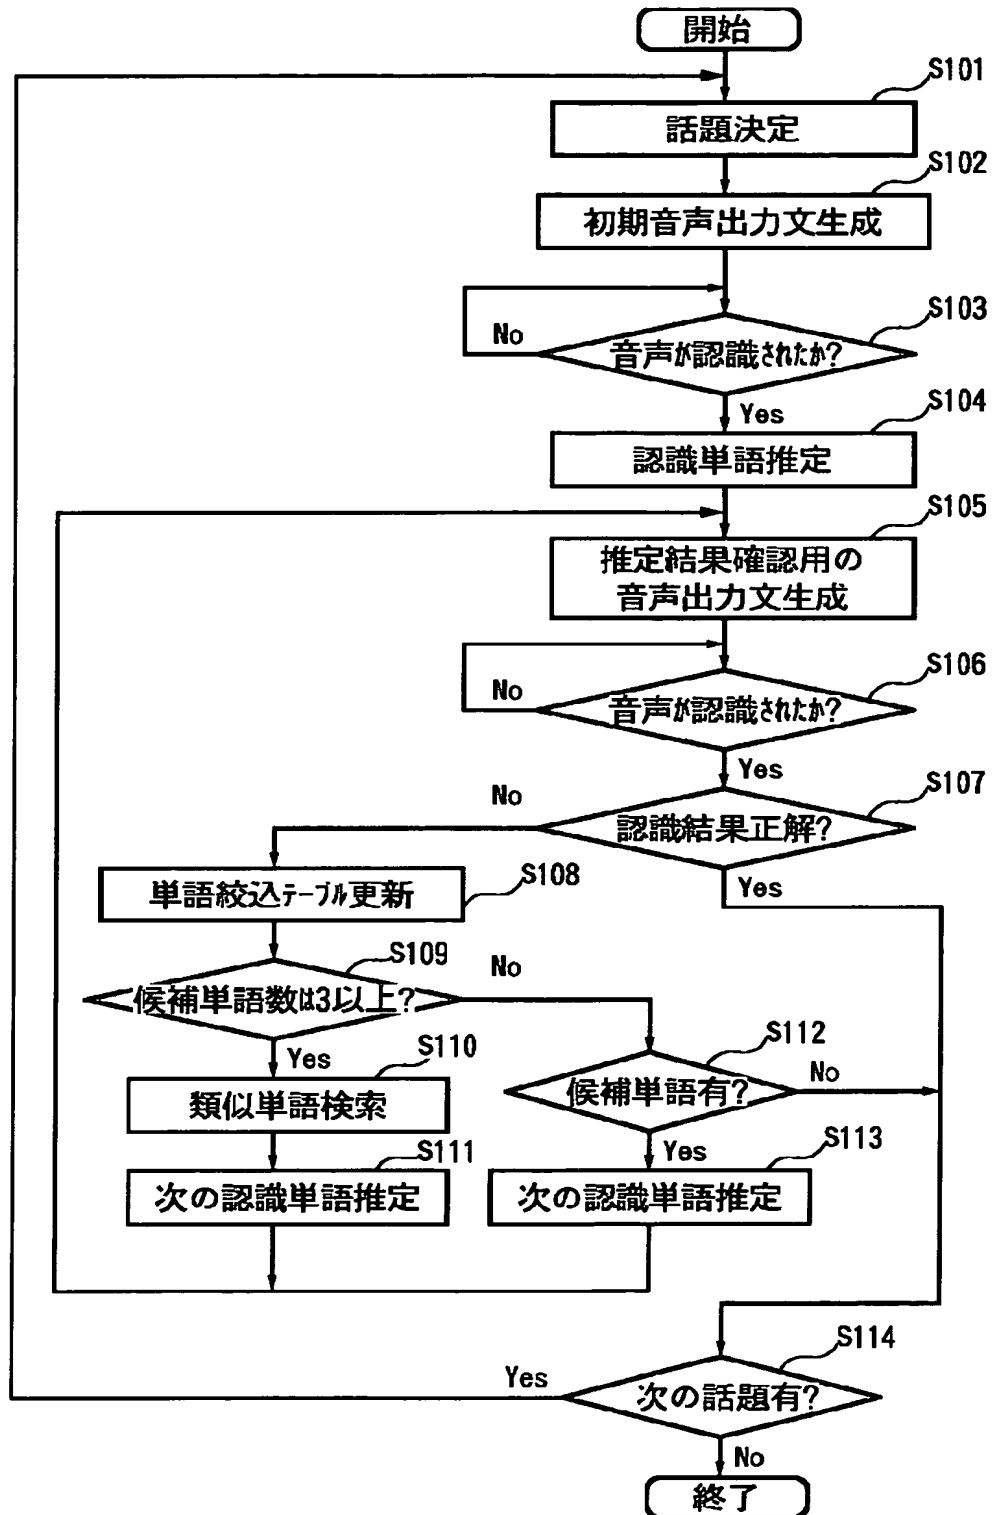 開始
S101
話題決定
S102
初期音声出力文生成
S103
音声が認識されたか?
No
Yes
S104
認識単語推定
S105
推定結果確認用の
音声出力文生成
S106
音声が認識されたか?
No
Yes
S107
認識結果正解?
No
Yes
S108
単語絞込テーブル更新
S109
候補単語数は3以上?
No
Yes
S110
類似単語検索
S111
次の認識単語推定
S112
候補単語有?
No
Yes
S113
次の認識単語推定
S114
次の話題有?
Yes
No
終了